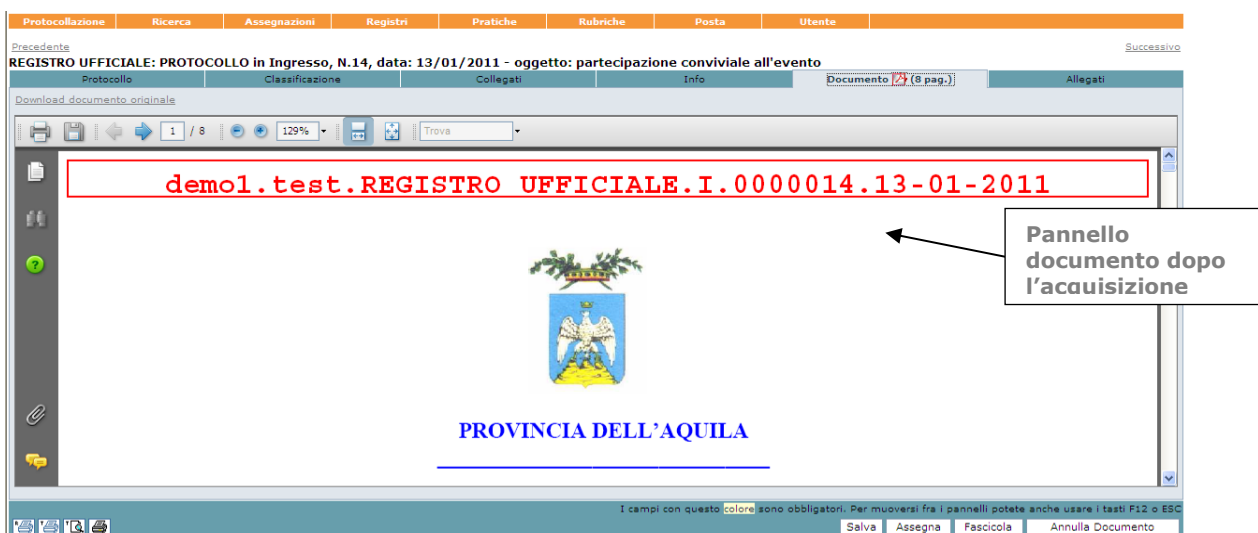 Protocollazione Ricerca Assegnazioni Registri Pratiche Rubriche Posta Utente
Precedente Successivo
REGISTRO UFFICIALE: PROTOCOLLO in Ingresso, N.14, data: 13/01/2011 - oggetto: partecipazione conviviale all'evento
Protocollo Classificazione Collegati Info Documento (8 pag.) Allegati
Download documento originale
1 / 8 129% Trova
demo1.test.REGISTRO UFFICIALE.I.0000014.13-01-2011
Pannello
documento dopo
l’acquisizione
PROVINCIA DELL’AQUILA
I campi con questo colore sono obbligatori. Per muoversi fra i pannelli potete anche usare i tasti F12 o ESC
Salva Assegna Fascicola Annulla Documento